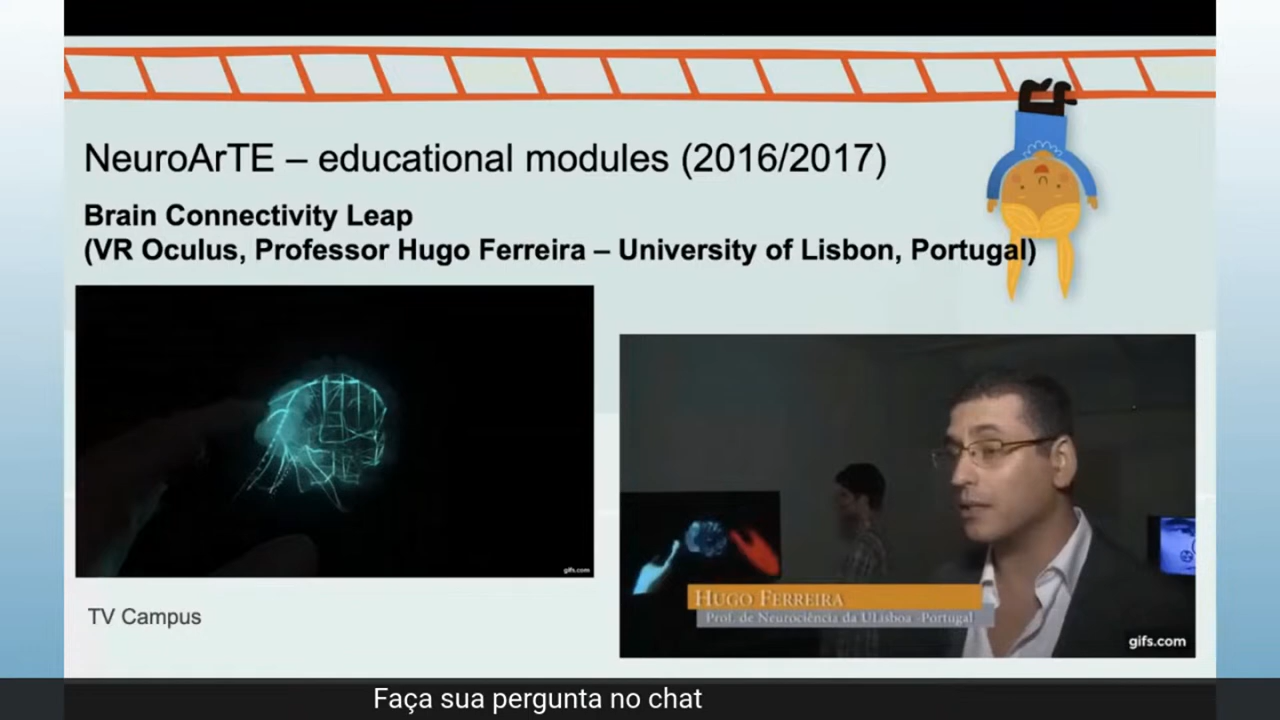 NeuroArTE – educational modules (2016/2017)
Brain Connectivity Leap
(VR Oculus, Professor Hugo Ferreira – University of Lisbon, Portugal)
gifs.com
HUGO FERREIRA
Prof. de Neurociência da ULisboa -Portugal
gifs.com
TV Campus
Faça sua pergunta no chat